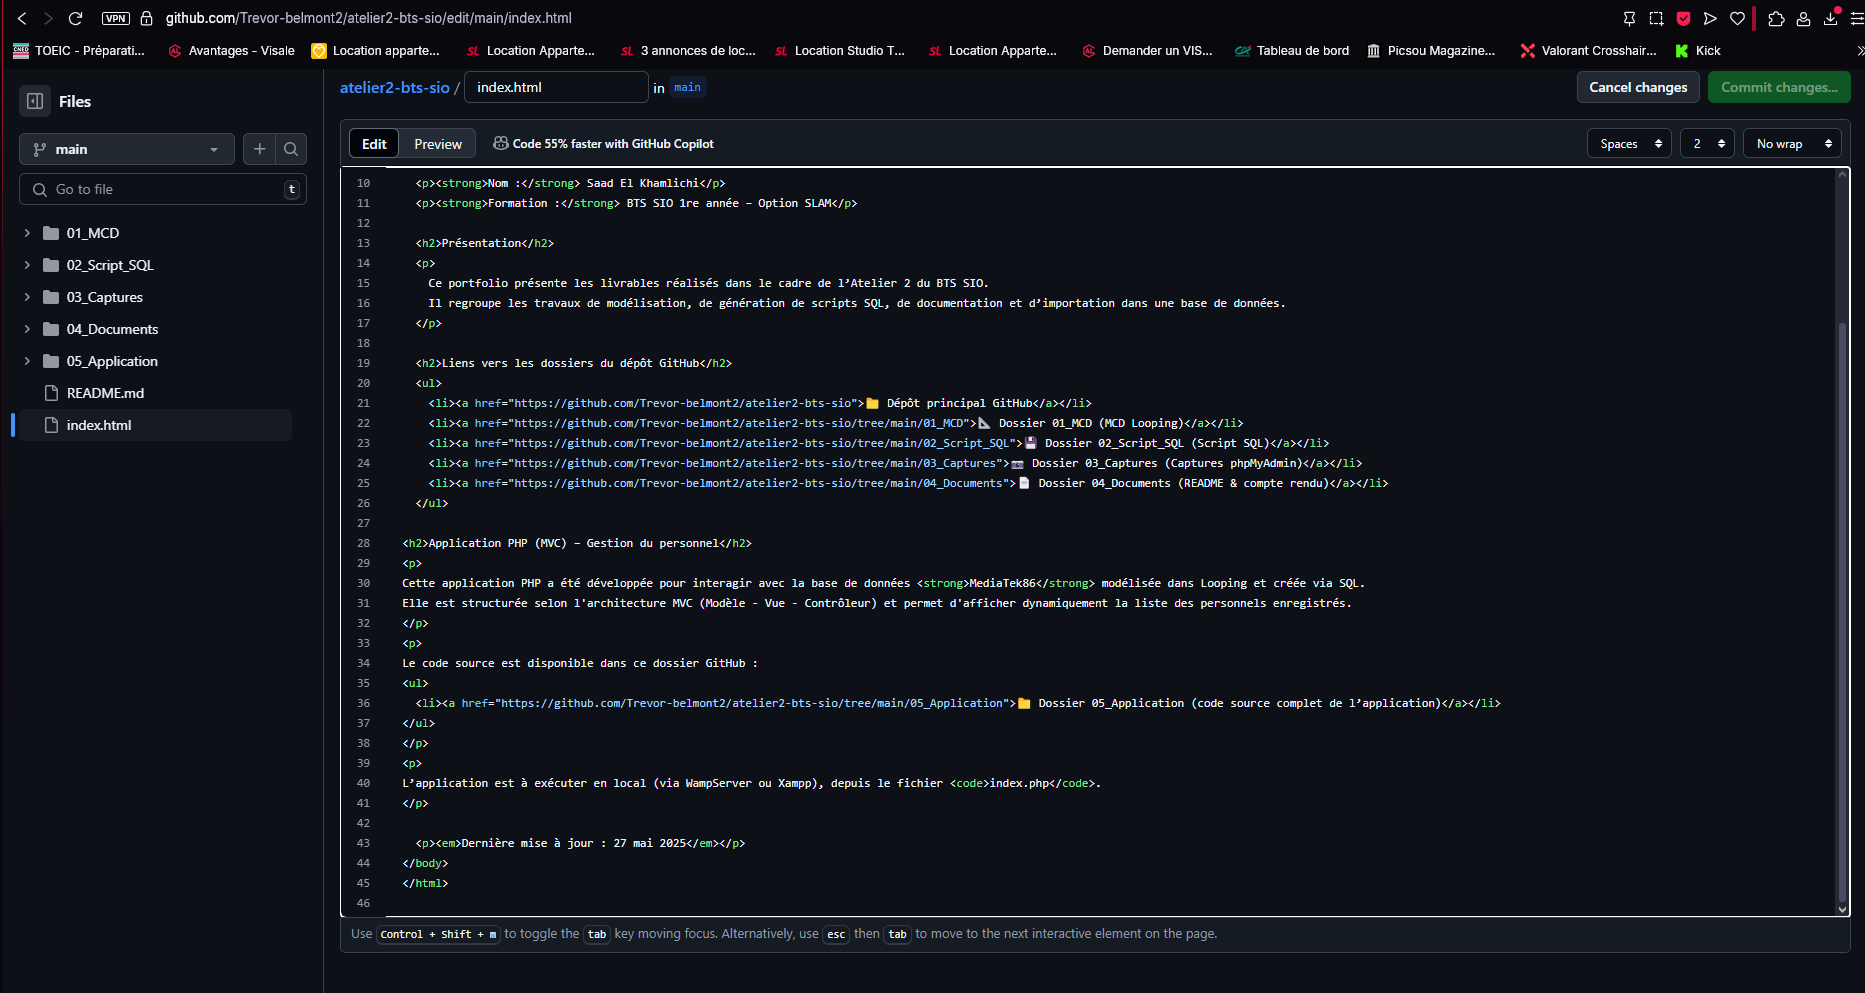 VPN github.com/Trevor-belmont2/atelier2-bts-sio/edit/main/index.html
CNED TOEIC - Préparati... Avantages - Visale Location apparte... SL Location Apparte... SL 3 annonces de loc... SL Location Studio T... SL Location Apparte... Demander un VIS... CA Tableau de bord Picsou Magazine... Valorant Crosshair... Kick
Files
atelier2-bts-sio / index.html in main
Cancel changes Commit changes...
main
Edit Preview Code 55% faster with GitHub Copilot Spaces 2 No wrap
Go to file t
01_MCD
02_Script_SQL
03_Captures
04_Documents
05_Application
README.md
index.html
10 <p><strong>Nom :</strong> Saad El Khamlichi</p>
11 <p><strong>Formation :</strong> BTS SIO 1re année – Option SLAM</p>
12
13 <h2>Présentation</h2>
14 <p>
15 Ce portfolio présente les livrables réalisés dans le cadre de l’Atelier 2 du BTS SIO.
16 Il regroupe les travaux de modélisation, de génération de scripts SQL, de documentation et d’importation dans une base de données.
17 </p>
18
19 <h2>Liens vers les dossiers du dépôt GitHub</h2>
20 <ul>
21 <li><a href="https://github.com/Trevor-belmont2/atelier2-bts-sio">📁 Dépôt principal GitHub</a></li>
22 <li><a href="https://github.com/Trevor-belmont2/atelier2-bts-sio/tree/main/01_MCD">📐 Dossier 01_MCD (MCD Looping)</a></li>
23 <li><a href="https://github.com/Trevor-belmont2/atelier2-bts-sio/tree/main/02_Script_SQL">💾 Dossier 02_Script_SQL (Script SQL)</a></li>
24 <li><a href="https://github.com/Trevor-belmont2/atelier2-bts-sio/tree/main/03_Captures">📷 Dossier 03_Captures (Captures phpMyAdmin)</a></li>
25 <li><a href="https://github.com/Trevor-belmont2/atelier2-bts-sio/tree/main/04_Documents">📄 Dossier 04_Documents (README & compte rendu)</a></li>
26 </ul>
27
28 <h2>Application PHP (MVC) – Gestion du personnel</h2>
29 <p>
30 Cette application PHP a été développée pour interagir avec la base de données <strong>MediaTek86</strong> modélisée dans Looping et créée via SQL.
31 Elle est structurée selon l'architecture MVC (Modèle - Vue - Contrôleur) et permet d'afficher dynamiquement la liste des personnels enregistrés.
32 </p>
33 <p>
34 Le code source est disponible dans ce dossier GitHub :
35 <ul>
36 <li><a href="https://github.com/Trevor-belmont2/atelier2-bts-sio/tree/main/05_Application">📁 Dossier 05_Application (code source complet de l’application)</a></li>
37 </ul>
38 </p>
39 <p>
40 L’application est à exécuter en local (via WampServer ou Xampp), depuis le fichier <code>index.php</code>.
41 </p>
42
43 <p><em>Dernière mise à jour : 27 mai 2025</em></p>
44 </body>
45 </html>
46
Use Control + Shift + m to toggle the tab key moving focus. Alternatively, use esc then tab to move to the next interactive element on the page.